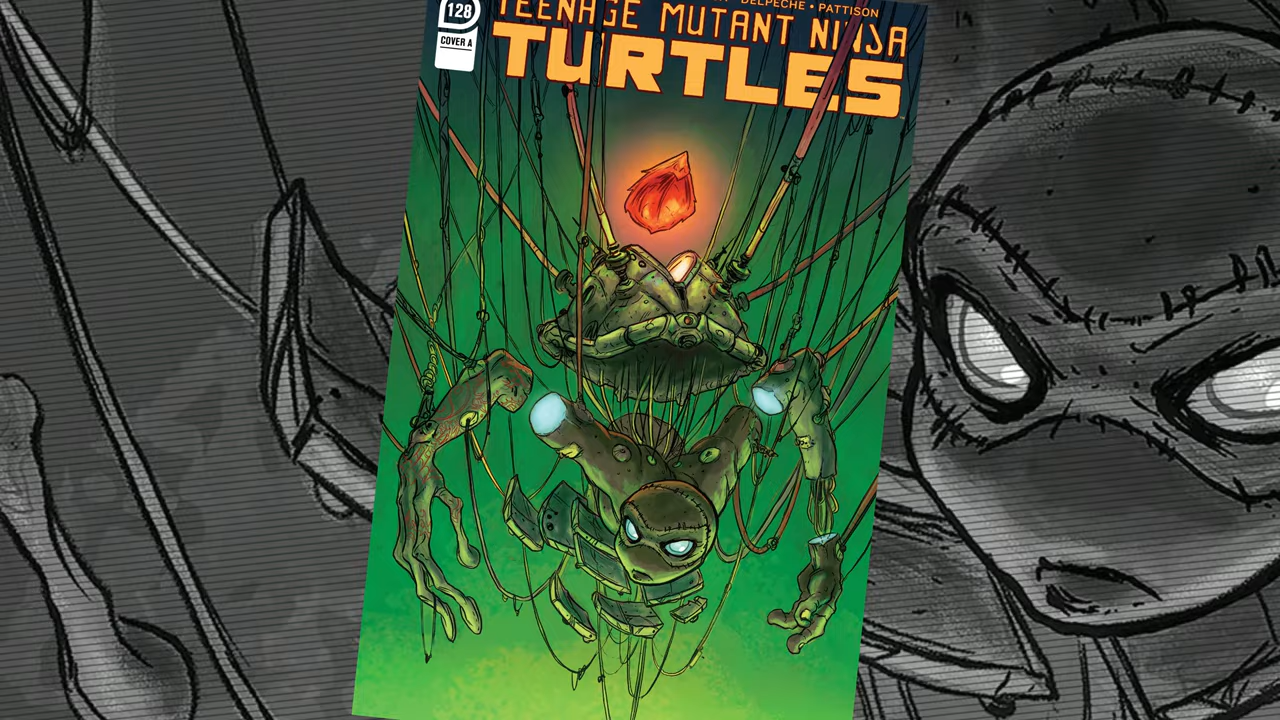 128
COVER A
DELPECHE • PATTISON
TEENAGE MUTANT NINJA
TURTLES